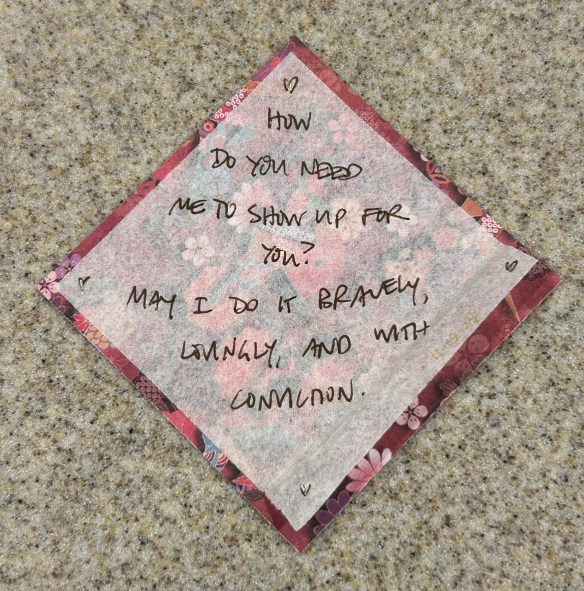 HOW
DO YOU NEED
ME TO SHOW UP FOR
YOU?
MAY I DO IT BRAVELY,
LOVINGLY, AND WITH
CONVICTION.